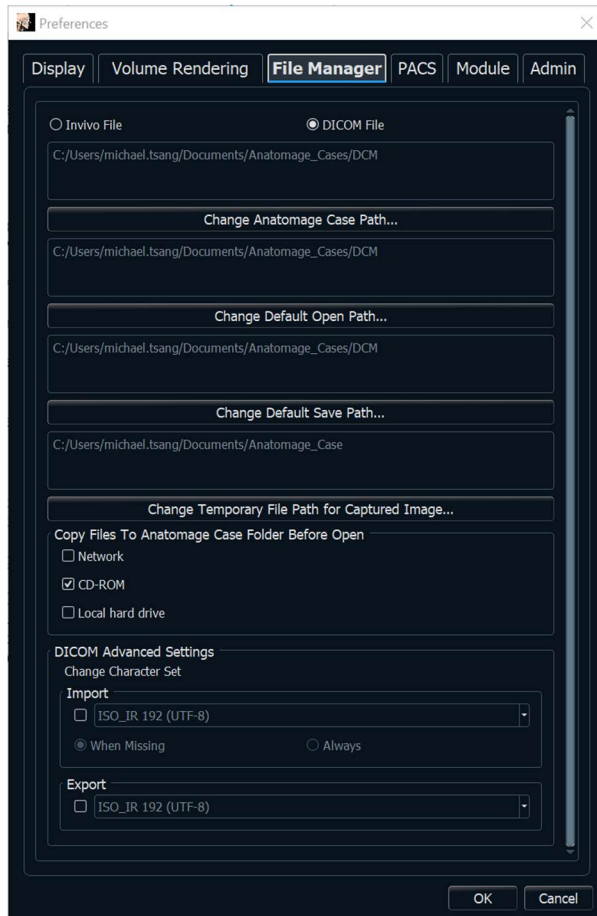 Preferences
Display Volume Rendering File Manager PACS Module Admin
Invivo File DICOM File
C:/Users/michael.tsang/Documents/Anatomage_Cases/DCM
Change Anatomage Case Path...
C:/Users/michael.tsang/Documents/Anatomage_Cases/DCM
Change Default Open Path...
C:/Users/michael.tsang/Documents/Anatomage_Cases/DCM
Change Default Save Path...
C:/Users/michael.tsang/Documents/Anatomage_Case
Change Temporary File Path for Captured Image...
Copy Files To Anatomage Case Folder Before Open
Network
CD-ROM
Local hard drive
DICOM Advanced Settings
Change Character Set
Import
ISO_IR 192 (UTF-8)
When Missing Always
Export
ISO_IR 192 (UTF-8)
OK Cancel